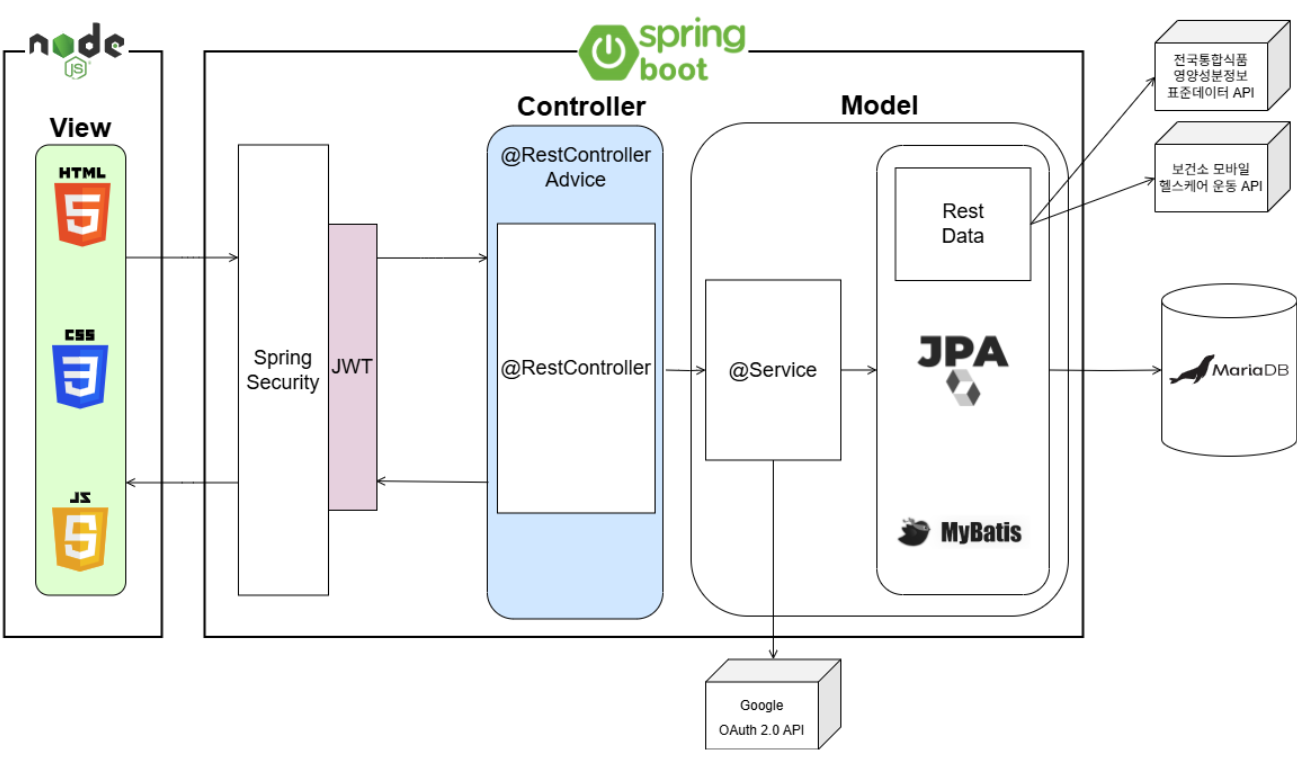 node
JS
spring
boot
View
HTML
CSS
JS
Spring
Security
JWT
Controller
@RestController
Advice
@RestController
Model
@Service
Rest
Data
JPA
MyBatis
전국통합식품
영양성분정보
표준데이터 API
보건소 모바일
헬스케어 운동 API
MariaDB
Google
OAuth 2.0 API